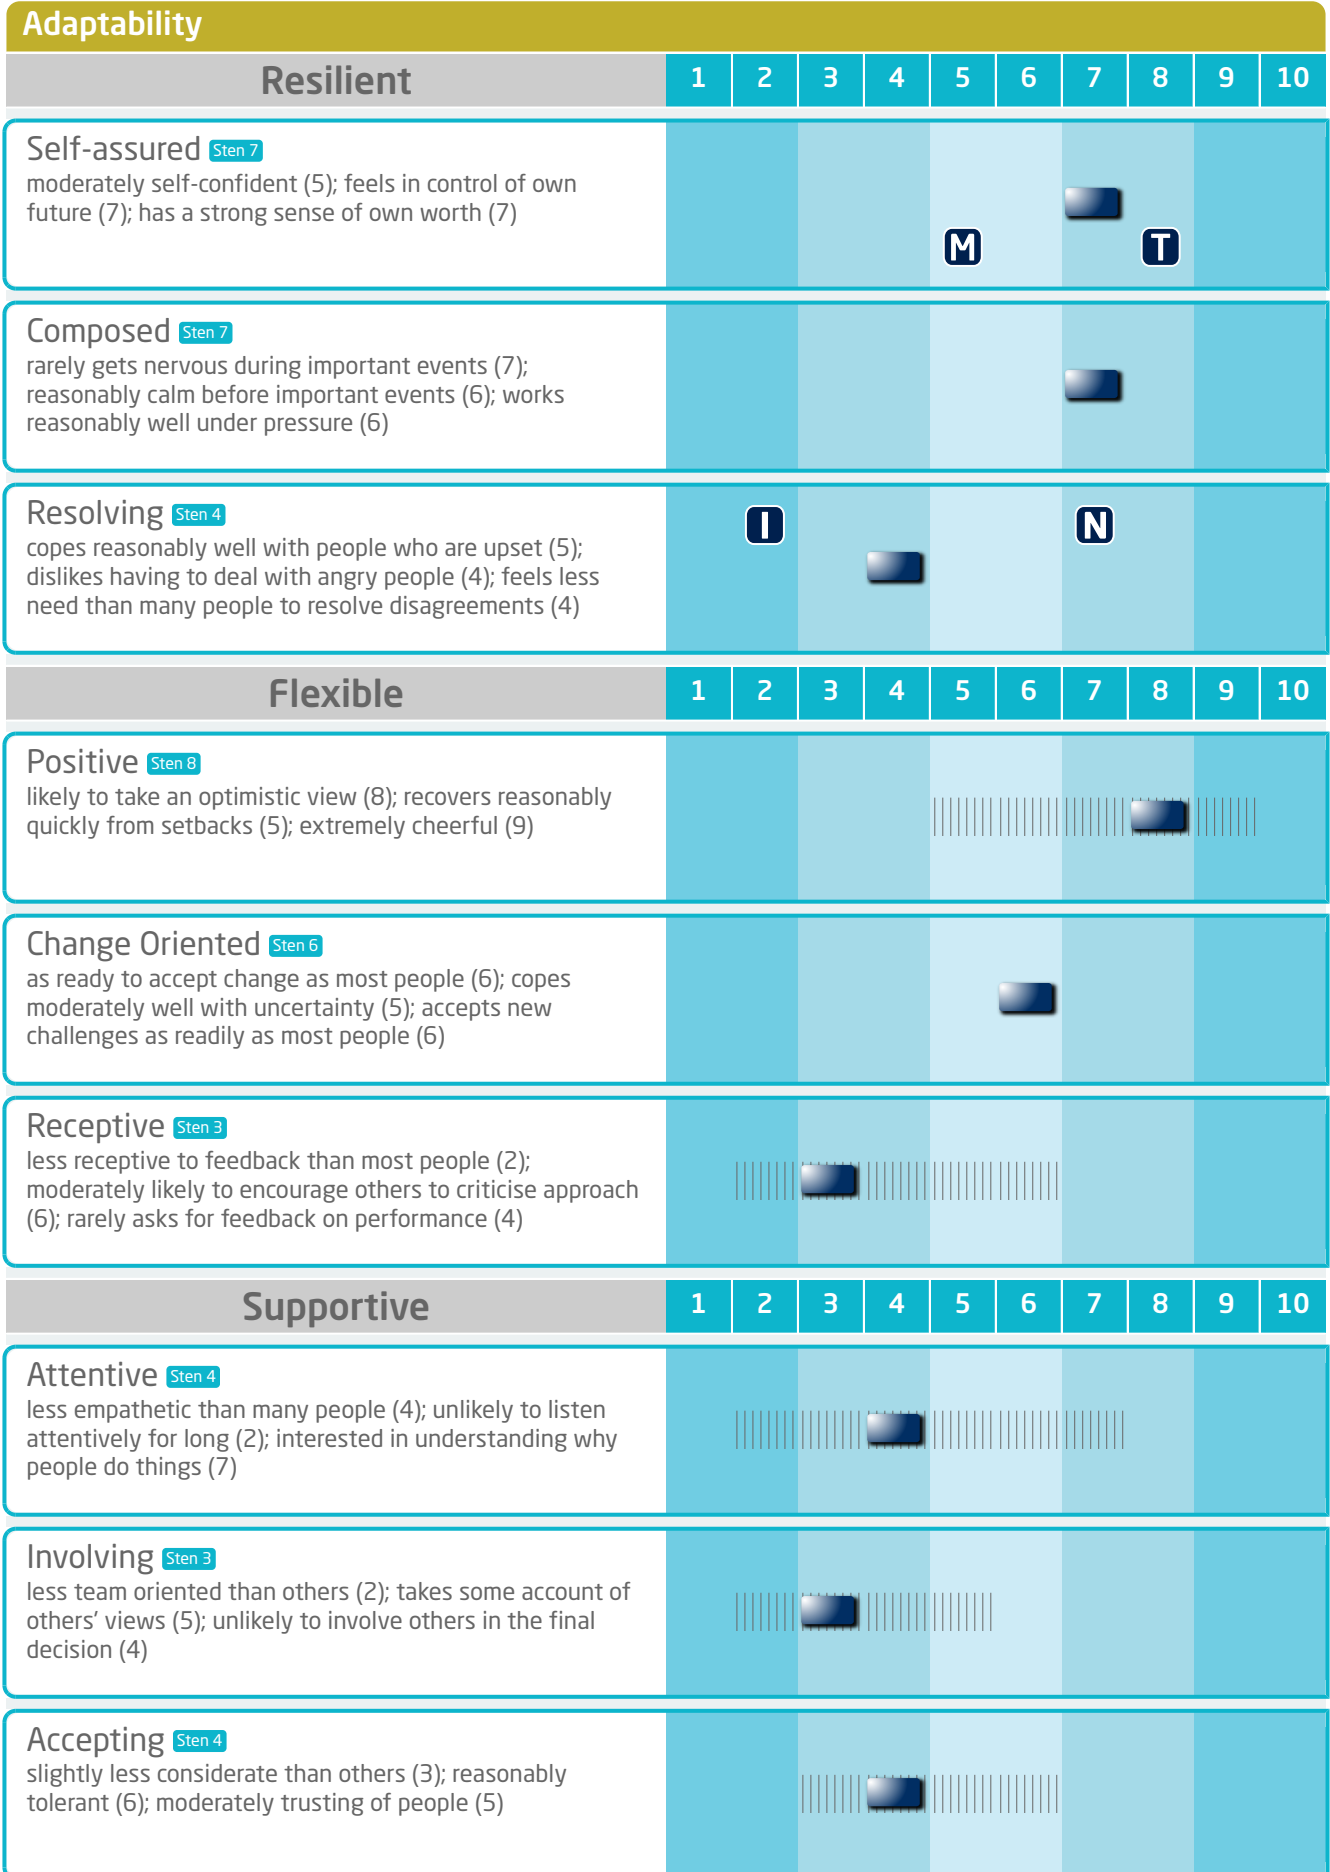 Adaptability
Resilient 1 2 3 4 5 6 7 8 9 10
Self-assured Sten 7
moderately self-confident (5); feels in control of own
future (7); has a strong sense of own worth (7)
M T
Composed Sten 7
rarely gets nervous during important events (7);
reasonably calm before important events (6); works
reasonably well under pressure (6)
Resolving Sten 4
I N
copes reasonably well with people who are upset (5);
dislikes having to deal with angry people (4); feels less
need than many people to resolve disagreements (4)
Flexible 1 2 3 4 5 6 7 8 9 10
Positive Sten 8
likely to take an optimistic view (8); recovers reasonably
quickly from setbacks (5); extremely cheerful (9)
Change Oriented Sten 6
as ready to accept change as most people (6); copes
moderately well with uncertainty (5); accepts new
challenges as readily as most people (6)
Receptive Sten 3
less receptive to feedback than most people (2);
moderately likely to encourage others to criticise approach
(6); rarely asks for feedback on performance (4)
Supportive 1 2 3 4 5 6 7 8 9 10
Attentive Sten 4
less empathetic than many people (4); unlikely to listen
attentively for long (2); interested in understanding why
people do things (7)
Involving Sten 3
less team oriented than others (2); takes some account of
others' views (5); unlikely to involve others in the final
decision (4)
Accepting Sten 4
slightly less considerate than others (3); reasonably
tolerant (6); moderately trusting of people (5)